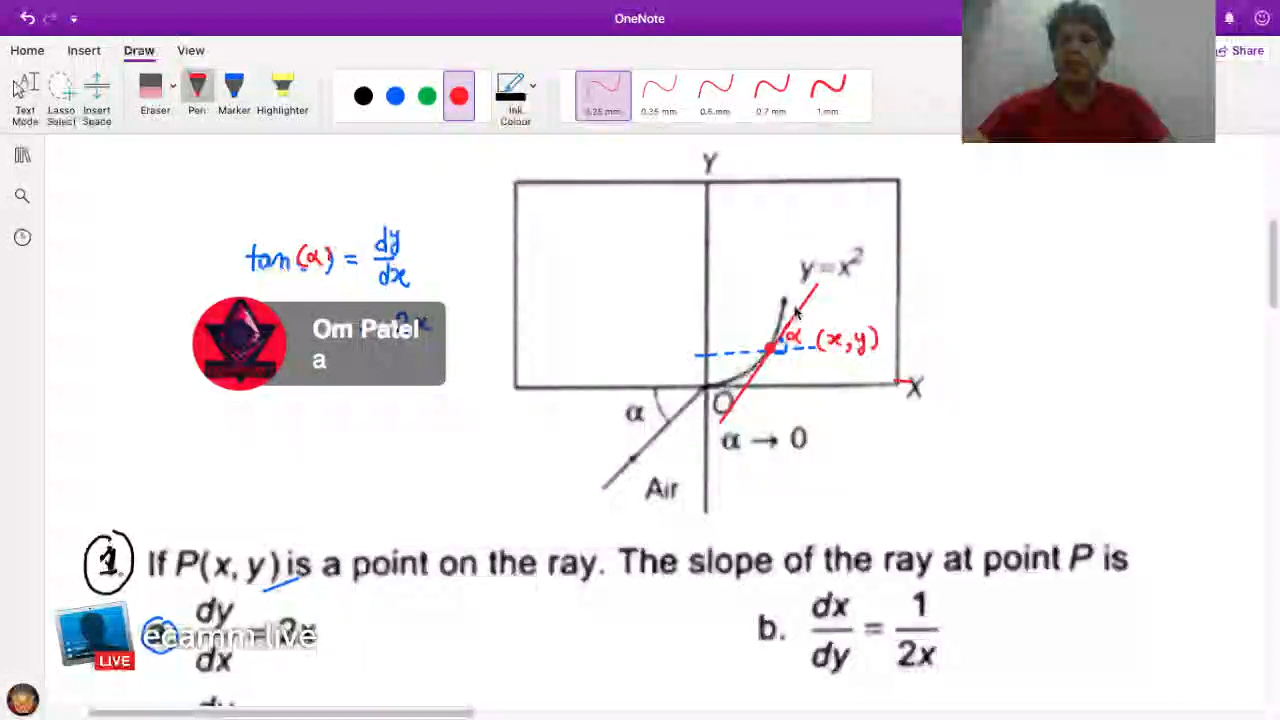 OneNote
Home Insert Draw View
Share
Text Mode
Lasso Select
Insert Space
Eraser
Pen
Marker
Highlighter
Ink Colour
0.25 mm
0.35 mm
0.5 mm
0.7 mm
1 mm
Y
tan (α) = dy/dx
y=x²
Om Patel
a
2x
α (x, y)
X
O
α
α → 0
Air
1. If P(x, y) is a point on the ray. The slope of the ray at point P is
a. dy/dx = 2x
b. dx/dy = 1/2x
ecamm live
LIVE